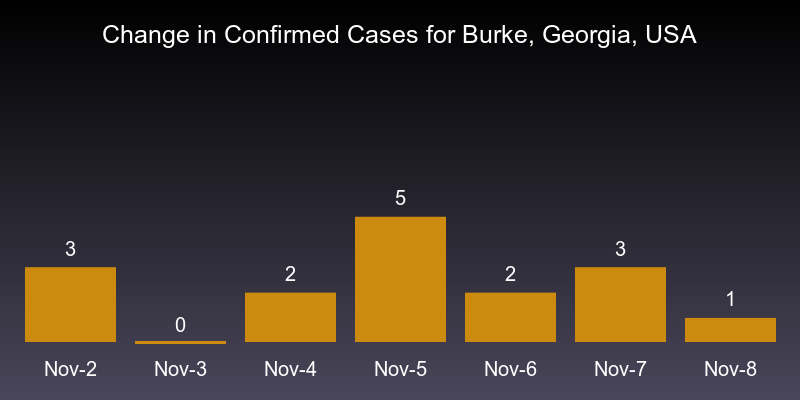 Change in Confirmed Cases for Burke, Georgia, USA
3
0
2
5
2
3
1
Nov-2
Nov-3
Nov-4
Nov-5
Nov-6
Nov-7
Nov-8